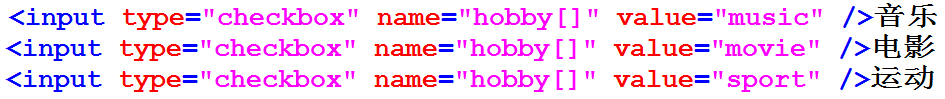 <input type="checkbox" name="hobby[]" value="music" />音乐
<input type="checkbox" name="hobby[]" value="movie" />电影
<input type="checkbox" name="hobby[]" value="sport" />运动